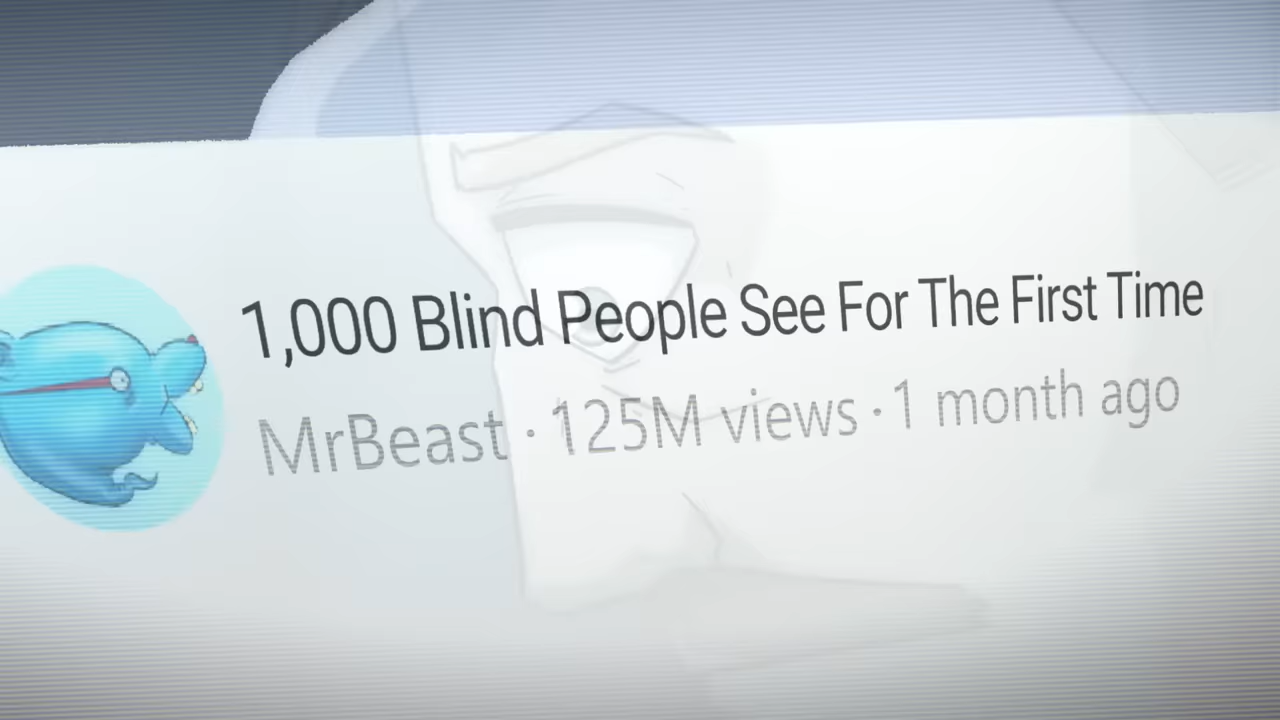 1,000 Blind People See For The First Time
MrBeast · 125M views · 1 month ago